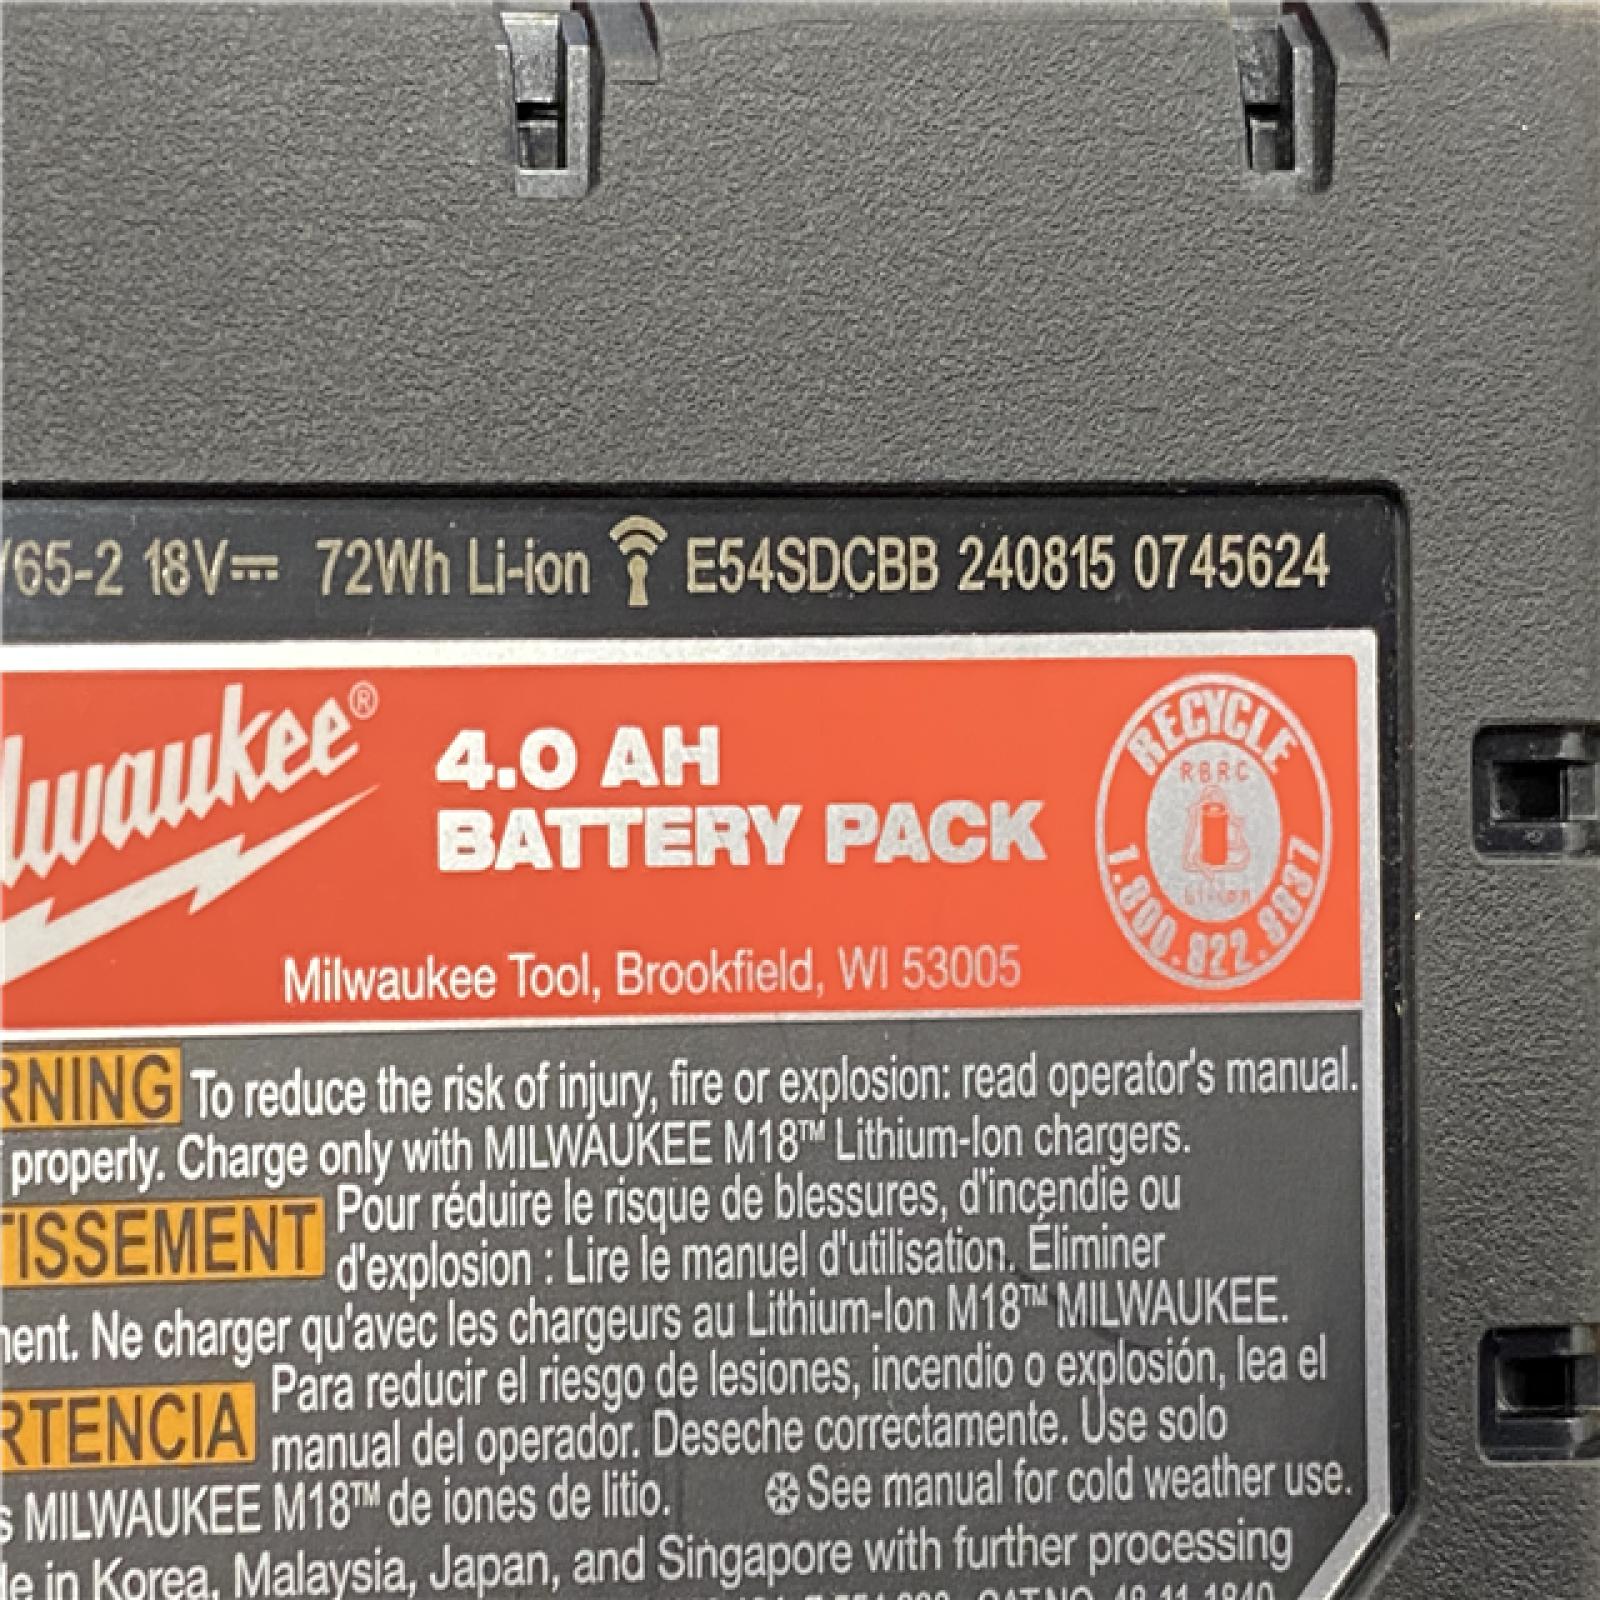 /65-2 18V 72Wh Li-ion E54SDCBB 240815 0745624
lwaukee®
4.0 AH
BATTERY PACK
RECYCLE
RBRC
Li-ion
1.800.822.8837
Milwaukee Tool, Brookfield, WI 53005
RNING To reduce the risk of injury, fire or explosion: read operator's manual.
properly. Charge only with MILWAUKEE M18™ Lithium-Ion chargers.
TISSEMENT Pour réduire le risque de blessures, d'incendie ou
d'explosion : Lire le manuel d'utilisation. Éliminer
ent. Ne charger qu'avec les chargeurs au Lithium-Ion M18™ MILWAUKEE.
RTENCIA Para reducir el riesgo de lesiones, incendio o explosión, lea el
manual del operador. Deseche correctamente. Use solo
s MILWAUKEE M18™ de iones de litio. See manual for cold weather use.
e in Korea, Malaysia, Japan, and Singapore with further processing
CAT.NO. 48-11-1840